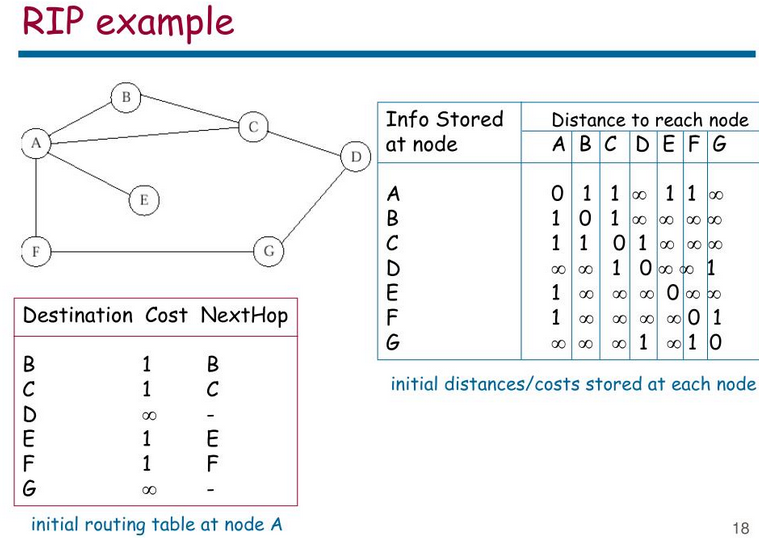 RIP example
B
C
A
D
E
F
G
Info Stored at node
Distance to reach node
A B C D E F G
A 0 1 1 ∞ 1 1 ∞
B 1 0 1 ∞ ∞ ∞ ∞
C 1 1 0 1 ∞ ∞ ∞
D ∞ ∞ 1 0 ∞ ∞ 1
E 1 ∞ ∞ ∞ 0 ∞ ∞
F 1 ∞ ∞ ∞ ∞ 0 1
G ∞ ∞ ∞ 1 ∞ 1 0
initial distances/costs stored at each node
Destination Cost NextHop
B 1 B
C 1 C
D ∞ -
E 1 E
F 1 F
G ∞ -
initial routing table at node A
18